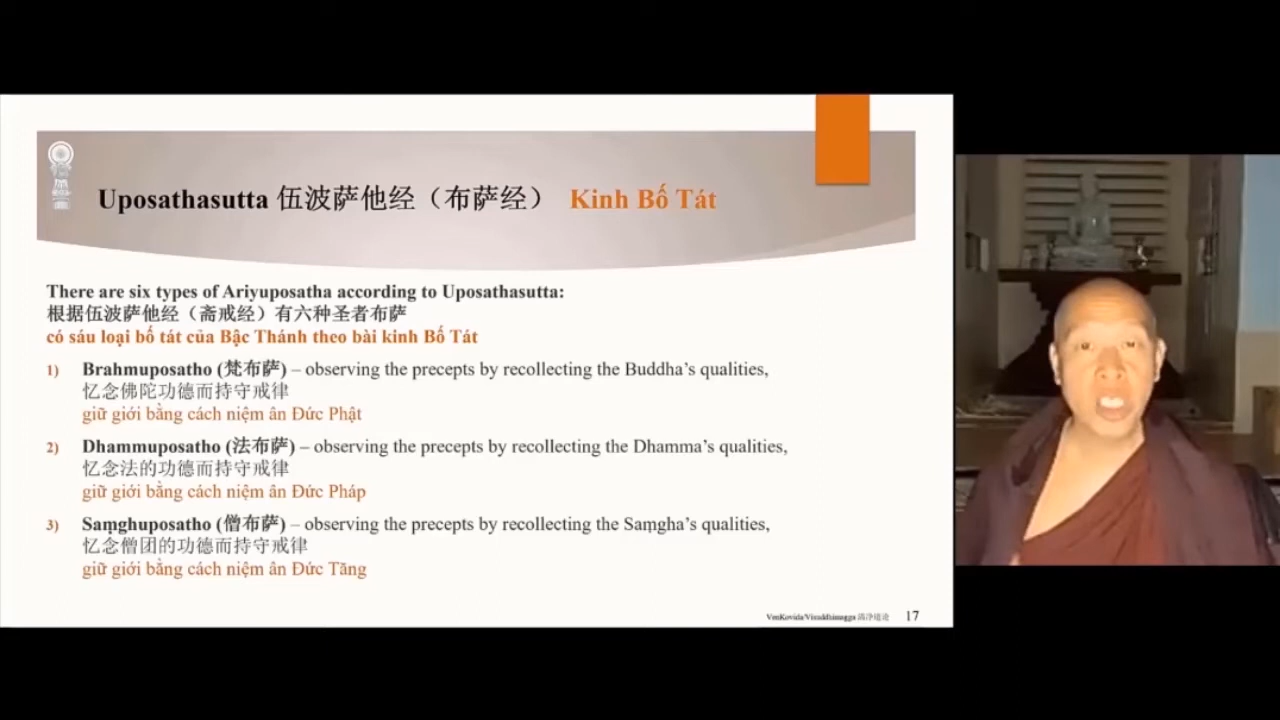 Uposathasutta 伍波萨他经（布萨经） Kinh Bố Tát
There are six types of Ariyuposatha according to Uposathasutta:
根据伍波萨他经（斋戒经）有六种圣者布萨
có sáu loại bố tát của Bậc Thánh theo bài kinh Bố Tát
1) Brahmuposatho (梵布萨) – observing the precepts by recollecting the Buddha’s qualities,
忆念佛陀功德而持守戒律
giữ giới bằng cách niệm ân Đức Phật
2) Dhammuposatho (法布萨) – observing the precepts by recollecting the Dhamma’s qualities,
忆念法的功德而持守戒律
giữ giới bằng cách niệm ân Đức Pháp
3) Saṃghuposatho (僧布萨) – observing the precepts by recollecting the Saṃgha’s qualities,
忆念僧团的功德而持守戒律
giữ giới bằng cách niệm ân Đức Tăng
VenKovida/Visuddhimagga 清净道论 17